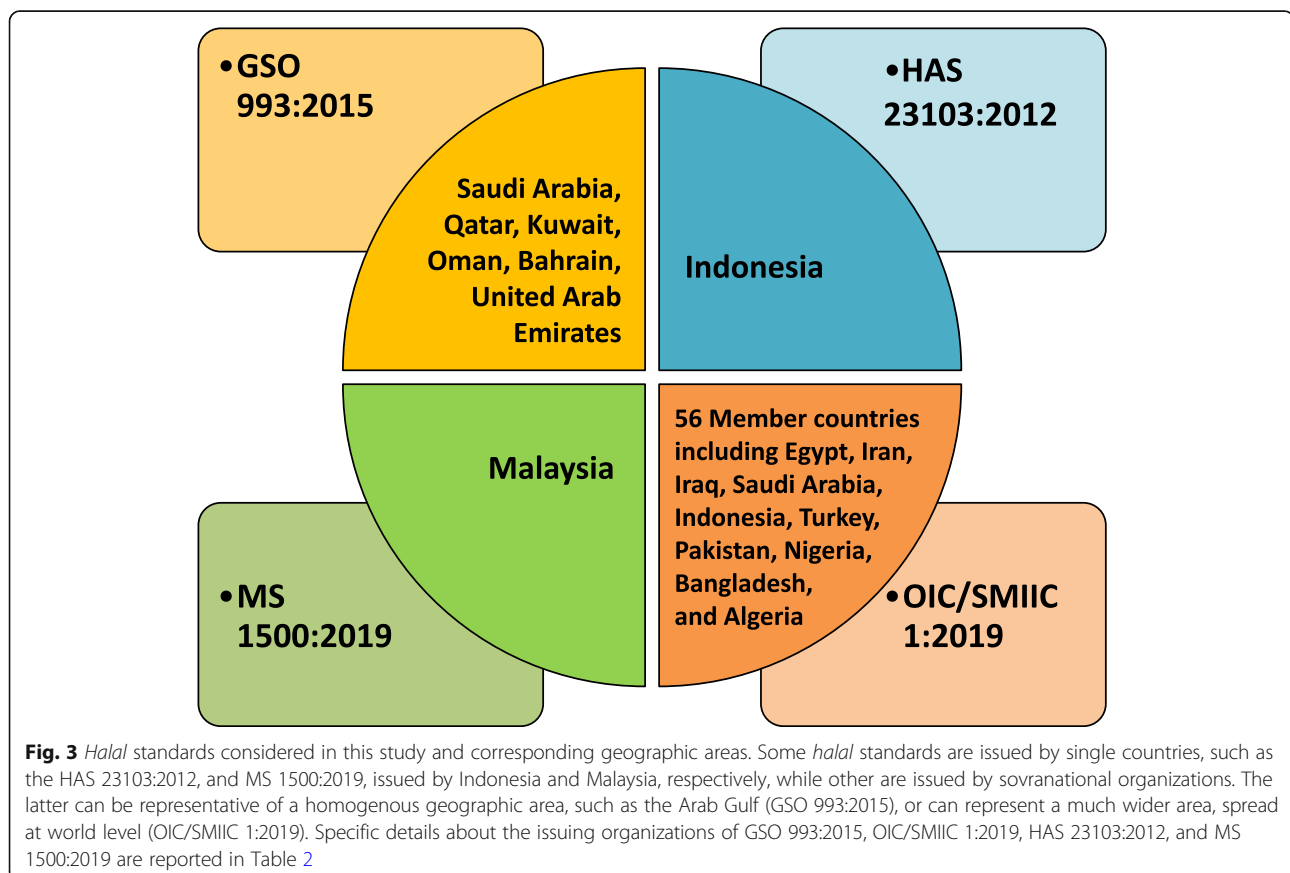 •GSO
993:2015
•HAS
23103:2012
Saudi Arabia,
Qatar, Kuwait,
Oman, Bahrain,
United Arab
Emirates
Indonesia
Malaysia
56 Member countries
including Egypt, Iran,
Iraq, Saudi Arabia,
Indonesia, Turkey,
Pakistan, Nigeria,
Bangladesh,
and Algeria
•MS
1500:2019
•OIC/SMIIC
1:2019
Fig. 3 Halal standards considered in this study and corresponding geographic areas. Some halal standards are issued by single countries, such as
the HAS 23103:2012, and MS 1500:2019, issued by Indonesia and Malaysia, respectively, while other are issued by sovranational organizations. The
latter can be representative of a homogenous geographic area, such as the Arab Gulf (GSO 993:2015), or can represent a much wider area, spread
at world level (OIC/SMIIC 1:2019). Specific details about the issuing organizations of GSO 993:2015, OIC/SMIIC 1:2019, HAS 23103:2012, and MS
1500:2019 are reported in Table 2